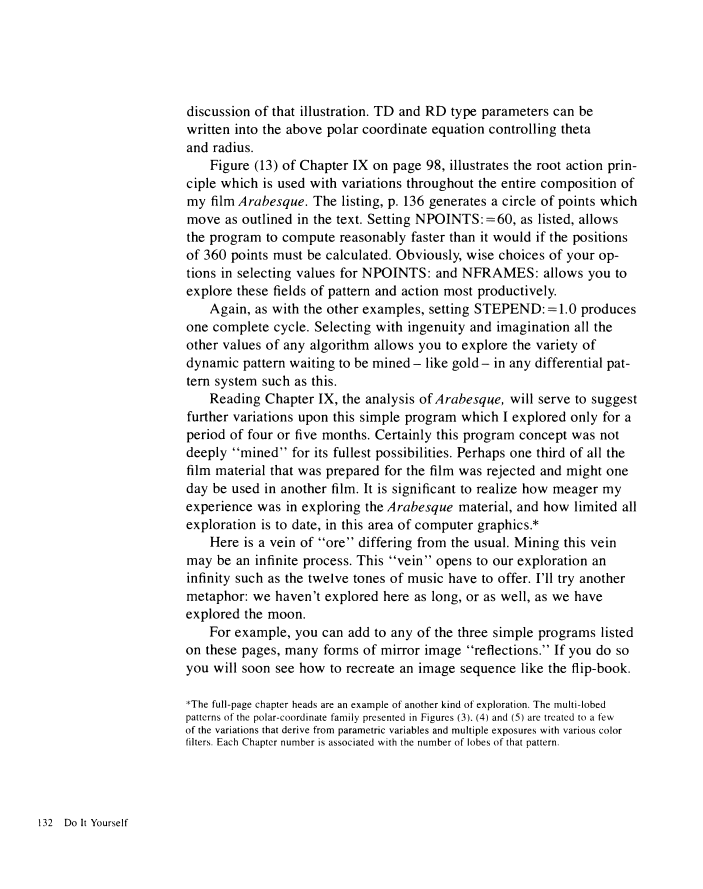 discussion of that illustration. TD and RD type parameters can be
written into the above polar coordinate equation controlling theta
and radius.
Figure (13) of Chapter IX on page 98, illustrates the root action prin-
ciple which is used with variations throughout the entire composition of
my film Arabesque. The listing, p. 136 generates a circle of points which
move as outlined in the text. Setting NPOINTS:=60, as listed, allows
the program to compute reasonably faster than it would if the positions
of 360 points must be calculated. Obviously, wise choices of your op-
tions in selecting values for NPOINTS: and NFRAMES: allows you to
explore these fields of pattern and action most productively.
Again, as with the other examples, setting STEPEND:=1.0 produces
one complete cycle. Selecting with ingenuity and imagination all the
other values of any algorithm allows you to explore the variety of
dynamic pattern waiting to be mined – like gold – in any differential pat-
tern system such as this.
Reading Chapter IX, the analysis of Arabesque, will serve to suggest
further variations upon this simple program which I explored only for a
period of four or five months. Certainly this program concept was not
deeply “mined” for its fullest possibilities. Perhaps one third of all the
film material that was prepared for the film was rejected and might one
day be used in another film. It is significant to realize how meager my
experience was in exploring the Arabesque material, and how limited all
exploration is to date, in this area of computer graphics.*
Here is a vein of “ore” differing from the usual. Mining this vein
may be an infinite process. This “vein” opens to our exploration an
infinity such as the twelve tones of music have to offer. I'll try another
metaphor: we haven't explored here as long, or as well, as we have
explored the moon.
For example, you can add to any of the three simple programs listed
on these pages, many forms of mirror image “reflections.” If you do so
you will soon see how to recreate an image sequence like the flip-book.
*The full-page chapter heads are an example of another kind of exploration. The multi-lobed
patterns of the polar-coordinate family presented in Figures (3), (4) and (5) are treated to a few
of the variations that derive from parametric variables and multiple exposures with various color
filters. Each Chapter number is associated with the number of lobes of that pattern.
132 Do It Yourself